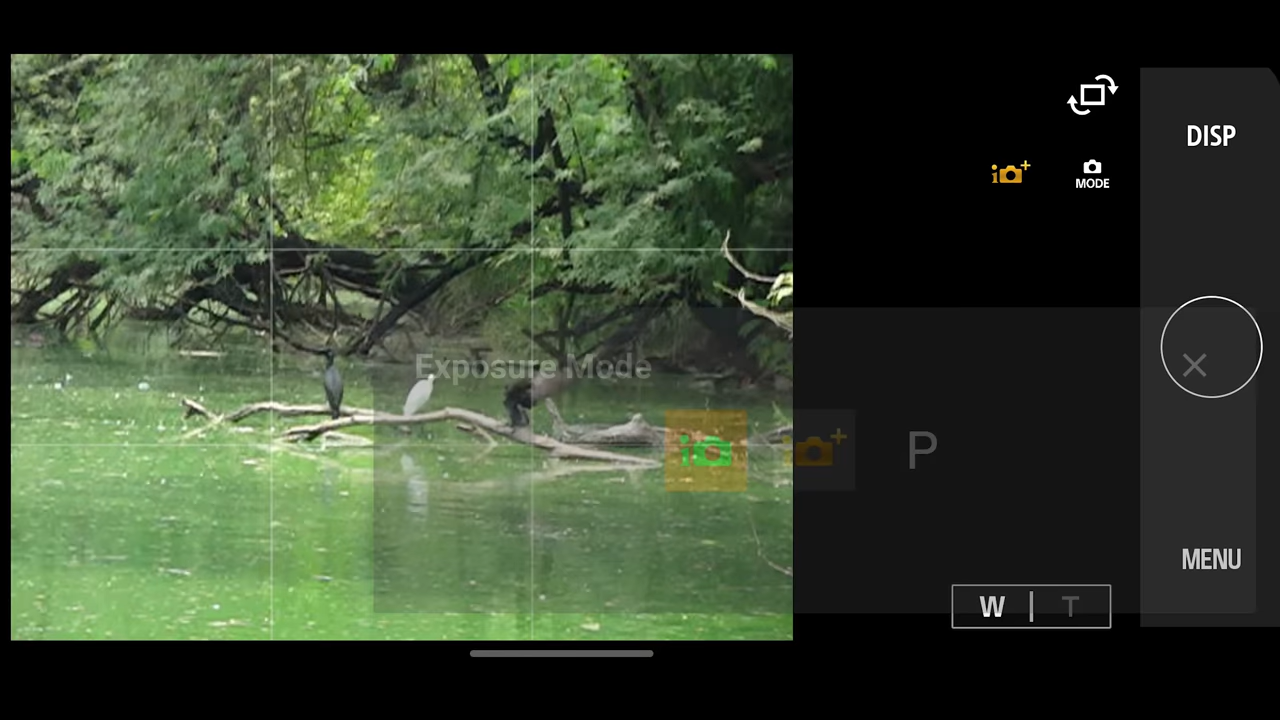 DISP
i+
MODE
Exposure Mode
i
i+
P
MENU
W | T